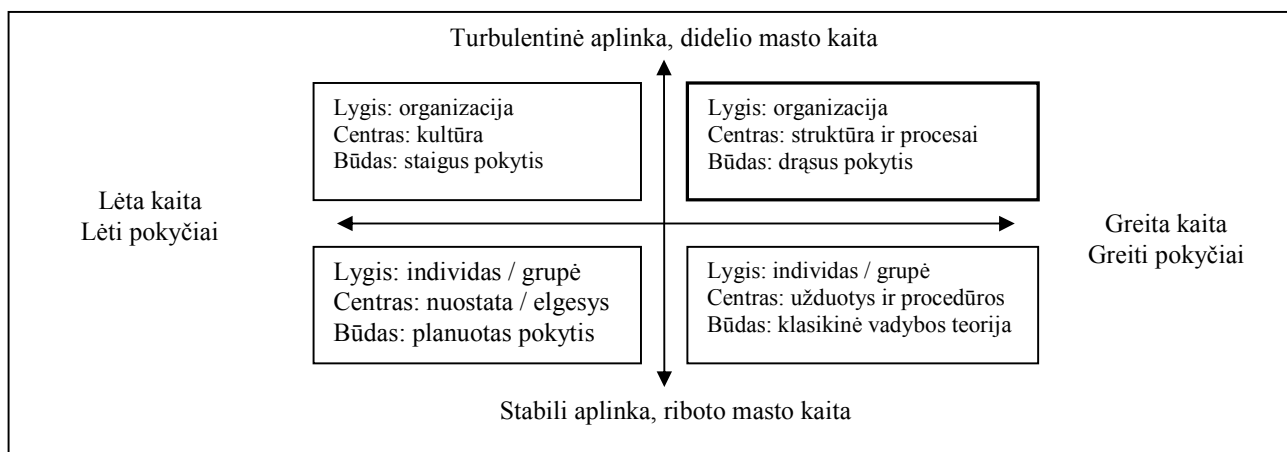 Turbulentinė aplinka, didelio masto kaita
Lygis: organizacija
Centras: kultūra
Būdas: staigus pokytis
Lygis: organizacija
Centras: struktūra ir procesai
Būdas: drąsus pokytis
Lėta kaita
Lėti pokyčiai
Greita kaita
Greiti pokyčiai
Lygis: individas / grupė
Centras: nuostata / elgesys
Būdas: planuotas pokytis
Lygis: individas / grupė
Centras: užduotys ir procedūros
Būdas: klasikinė vadybos teorija
Stabili aplinka, riboto masto kaita